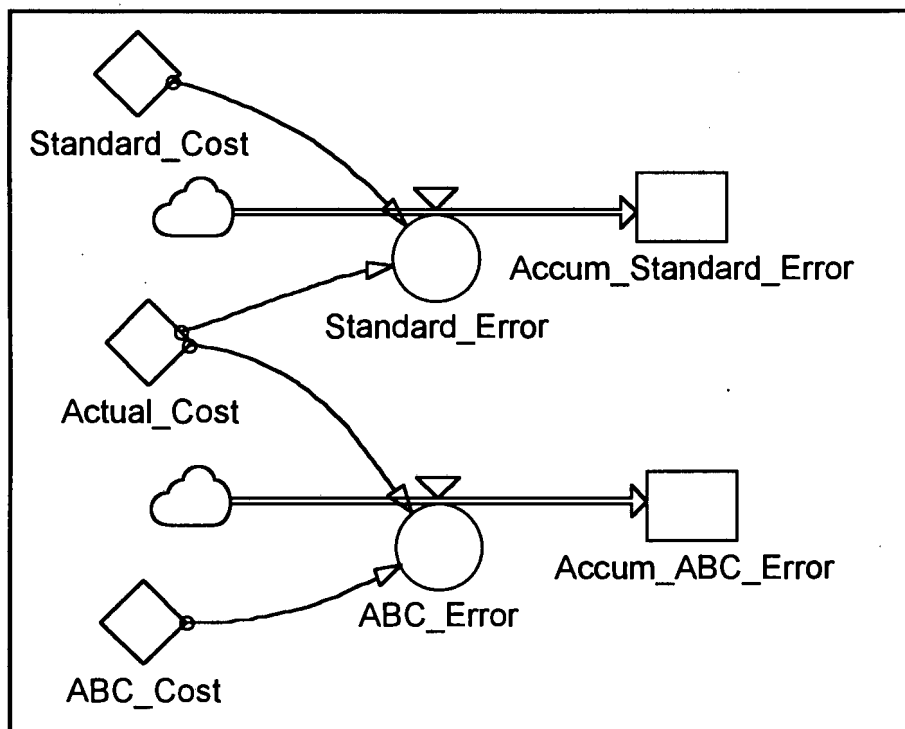 Standard_Cost
Accum_Standard_Error
Standard_Error
Actual_Cost
Accum_ABC_Error
ABC_Error
ABC_Cost